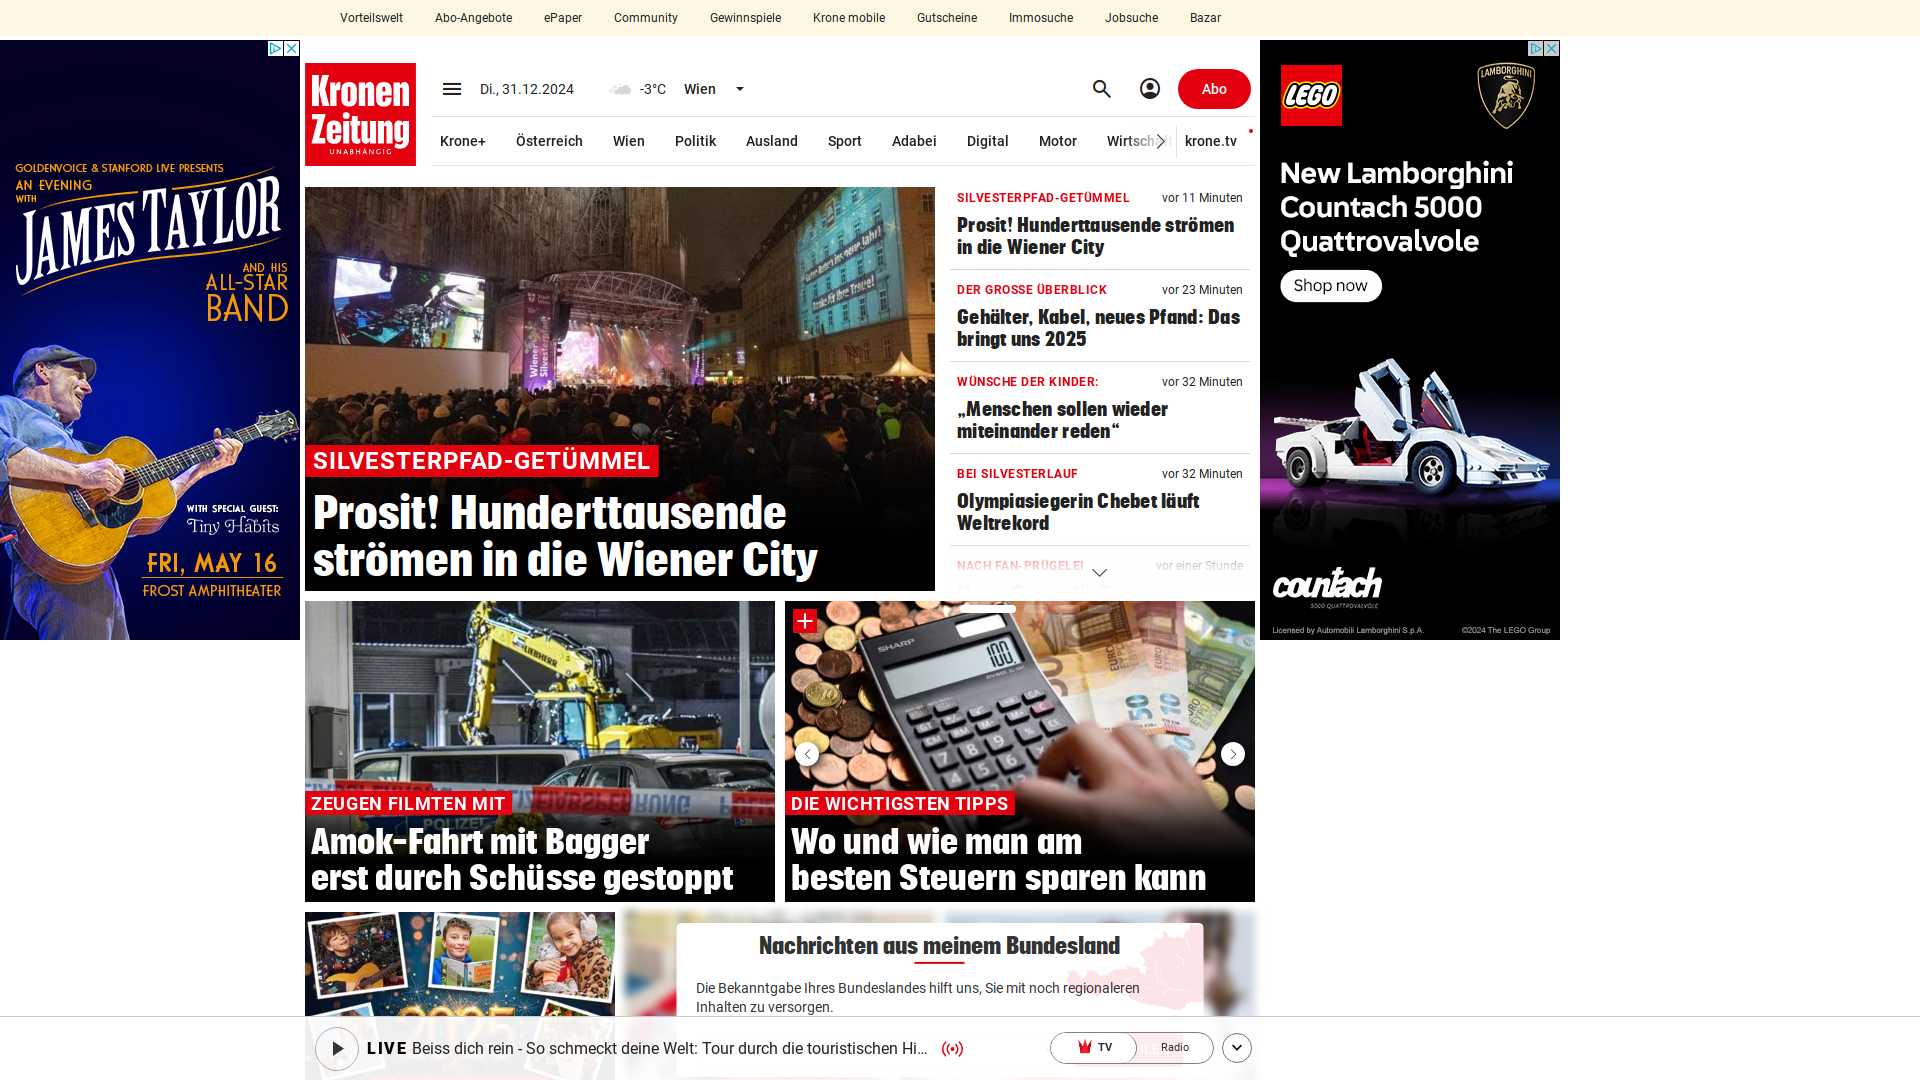 Vorteilswelt Abo-Angebote ePaper Community Gewinnspiele Krone mobile Gutscheine Immosuche Jobsuche Bazar
GOLDENVOICE & STANFORD LIVE PRESENTS
AN EVENING
WITH
JAMES TAYLOR
AND HIS
ALL-STAR
BAND
WITH SPECIAL GUEST:
Tiny Habits
FRI, MAY 16
FROST AMPHITHEATER
Kronen
Zeitung
UNABHÄNGIG
Di., 31.12.2024 -3°C Wien Abo
Krone+ Österreich Wien Politik Ausland Sport Adabei Digital Motor krone.tv
SILVESTERPFAD-GETÜMMEL
Prosit! Hunderttausende
strömen in die Wiener City
SILVESTERPFAD-GETÜMMEL vor 11 Minuten
Prosit! Hunderttausende strömen
in die Wiener City
DER GROSSE ÜBERBLICK vor 23 Minuten
Gehälter, Kabel, neues Pfand: Das
bringt uns 2025
WÜNSCHE DER KINDER: vor 32 Minuten
„Menschen sollen wieder
miteinander reden“
BEI SILVESTERLAUF vor 32 Minuten
Olympiasiegerin Chebet läuft
Weltrekord
NACH FAN-PRÜGELEI vor einer Stunde
LEGO
LAMBORGHINI
New Lamborghini
Countach 5000
Quattrovalvole
Shop now
countach
5000 QUATTROVALVOLE
Licensed by Automobili Lamborghini S.p.A. ©2024 The LEGO Group
LIEBHERR
POLIZEI
ZEUGEN FILMTEN MIT
Amok-Fahrt mit Bagger
erst durch Schüsse gestoppt
SHARP
100.
DIE WICHTIGSTEN TIPPS
Wo und wie man am
besten Steuern sparen kann
2025
Nachrichten aus meinem Bundesland
Die Bekanntgabe Ihres Bundeslandes hilft uns, Sie mit noch regionaleren
Inhalten zu versorgen.
LIVE Beiss dich rein - So schmeckt deine Welt: Tour durch die touristischen Hi... TV Radio